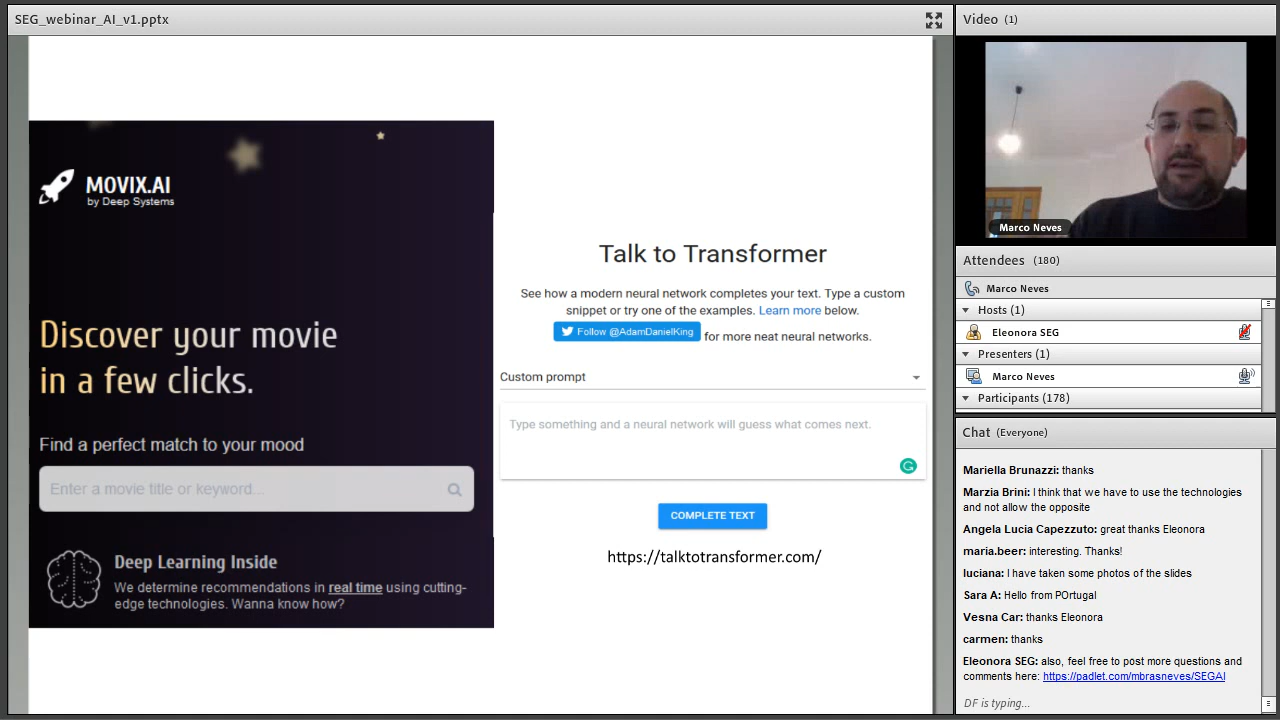 SEG_webinar_AI_v1.pptx
MOVIX.AI
by Deep Systems
Discover your movie
in a few clicks.
Find a perfect match to your mood
Enter a movie title or keyword...
Deep Learning Inside
We determine recommendations in real time using cutting-
edge technologies. Wanna know how?
Talk to Transformer
See how a modern neural network completes your text. Type a custom
snippet or try one of the examples. Learn more below.
Follow @AdamDanielKing for more neat neural networks.
Custom prompt
Type something and a neural network will guess what comes next.
COMPLETE TEXT
https://talktotransformer.com/
Video (1)
Marco Neves
Attendees (180)
Marco Neves
Hosts (1)
Eleonora SEG
Presenters (1)
Marco Neves
Participants (178)
Chat (Everyone)
Mariella Brunazzi: thanks
Marzia Brini: I think that we have to use the technologies
and not allow the opposite
Angela Lucia Capezzuto: great thanks Eleonora
maria.beer: interesting. Thanks!
luciana: I have taken some photos of the slides
Sara A: Hello from POrtugal
Vesna Car: thanks Eleonora
carmen: thanks
Eleonora SEG: also, feel free to post more questions and
comments here: https://padlet.com/mbrasneves/SEGAI
DF is typing...